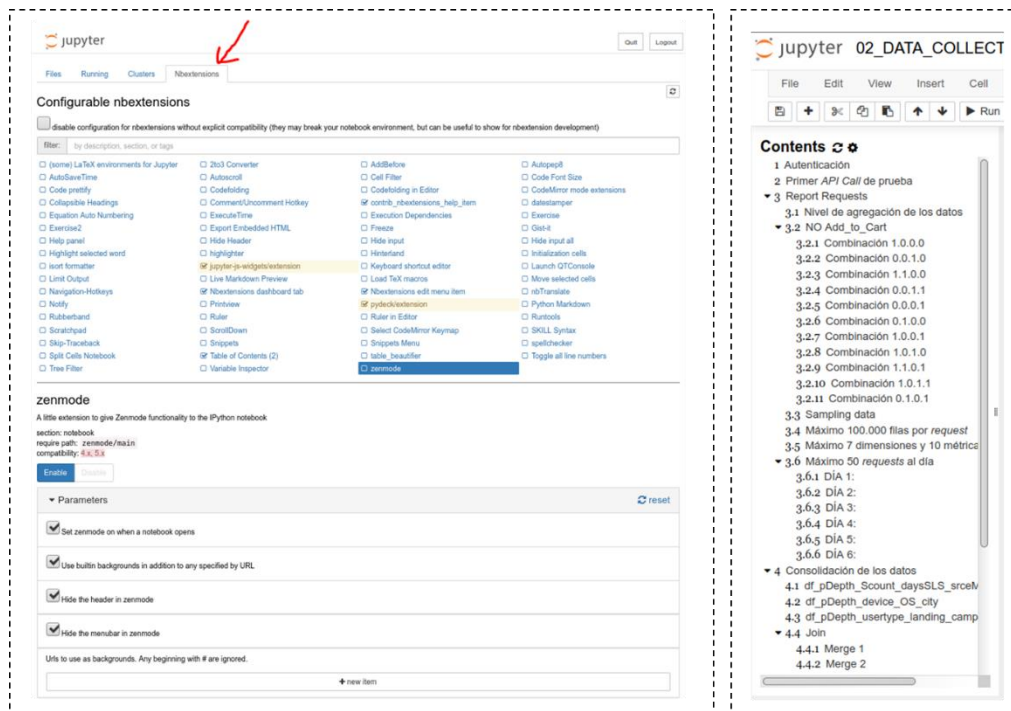 jupyter
Quit Logout
Files Running Clusters Nbextensions
Configurable nbextensions
disable configuration for nbextensions without explicit compatibility (they may break your notebook environment, but can be useful to show for nbextension development)
filter: by description, section, or tags
(some) LaTeX environments for Jupyter 2to3 Converter AddBefore Autopep8
AutoSaveTime Autoscroll Cell Filter Code Font Size
Code prettify Codefolding Codefolding in Editor CodeMirror mode extensions
Collapsible Headings Comment/Uncomment Hotkey contrib_nbextensions_help_item datestamper
Equation Auto Numbering ExecuteTime Execution Dependencies Exercise
Exercise2 Export Embedded HTML Freeze Gist-it
Help panel Hide Header Hide input Hide input all
Highlight selected word highlighter Hinterland Initialization cells
isort formatter jupyter-js-widgets/extension Keyboard shortcut editor Launch QTConsole
Limit Output Live Markdown Preview Load TeX macros Move selected cells
Navigation-Hotkeys Nbextensions dashboard tab Nbextensions edit menu item nbTranslate
Notify Printview pydeck/extension Python Markdown
Rubberband Ruler Ruler in Editor Runtools
Scratchpad ScrollDown Select CodeMirror Keymap SKILL Syntax
Skip-Traceback Snippets Snippets Menu spellchecker
Split Cells Notebook Table of Contents (2) table_beautifier Toggle all line numbers
Tree Filter Variable Inspector zenmode
zenmode
A little extension to give Zenmode functionality to the IPython notebook
section: notebook
require path: zenmode/main
compatibility: 4.x, 5.x
Enable Disable
Parameters reset
Set zenmode on when a notebook opens
Use builtin backgrounds in addition to any specified by URL
Hide the header in zenmode
Hide the menubar in zenmode
Urls to use as backgrounds. Any beginning with # are ignored.
+ new item
jupyter 02_DATA_COLLECT
File Edit View Insert Cell
Run
Contents
1 Autenticación
2 Primer API Call de prueba
3 Report Requests
3.1 Nivel de agregación de los datos
3.2 NO Add_to_Cart
3.2.1 Combinación 1.0.0.0
3.2.2 Combinación 0.0.1.0
3.2.3 Combinación 1.1.0.0
3.2.4 Combinación 0.0.1.1
3.2.5 Combinación 0.0.0.1
3.2.6 Combinación 0.1.0.0
3.2.7 Combinación 1.0.0.1
3.2.8 Combinación 1.0.1.0
3.2.9 Combinación 1.1.0.1
3.2.10 Combinación 1.0.1.1
3.2.11 Combinación 0.1.0.1
3.3 Sampling data
3.4 Máximo 100.000 filas por request
3.5 Máximo 7 dimensiones y 10 métrica
3.6 Máximo 50 requests al día
3.6.1 DÍA 1:
3.6.2 DÍA 2:
3.6.3 DÍA 3:
3.6.4 DÍA 4:
3.6.5 DÍA 5:
3.6.6 DÍA 6:
4 Consolidación de los datos
4.1 df_pDepth_Scount_daysSLS_srceM
4.2 df_pDepth_device_OS_city
4.3 df_pDepth_usertype_landing_camp
4.4 Join
4.4.1 Merge 1
4.4.2 Merge 2